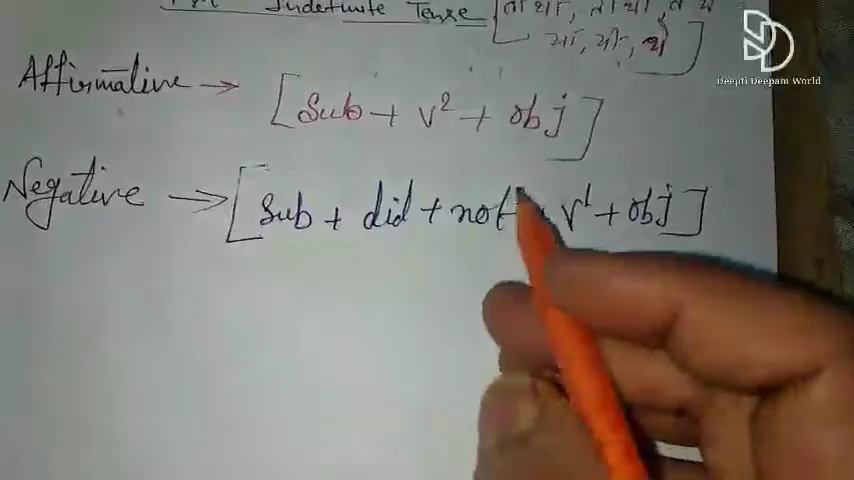 Indefinite Tense [ता था, ती थी, ते थे
था, थी, थे]
Deepti Deepam World
Affirmative → [Sub + V² + obj]
Negative → [Sub + did + not V¹ + obj]